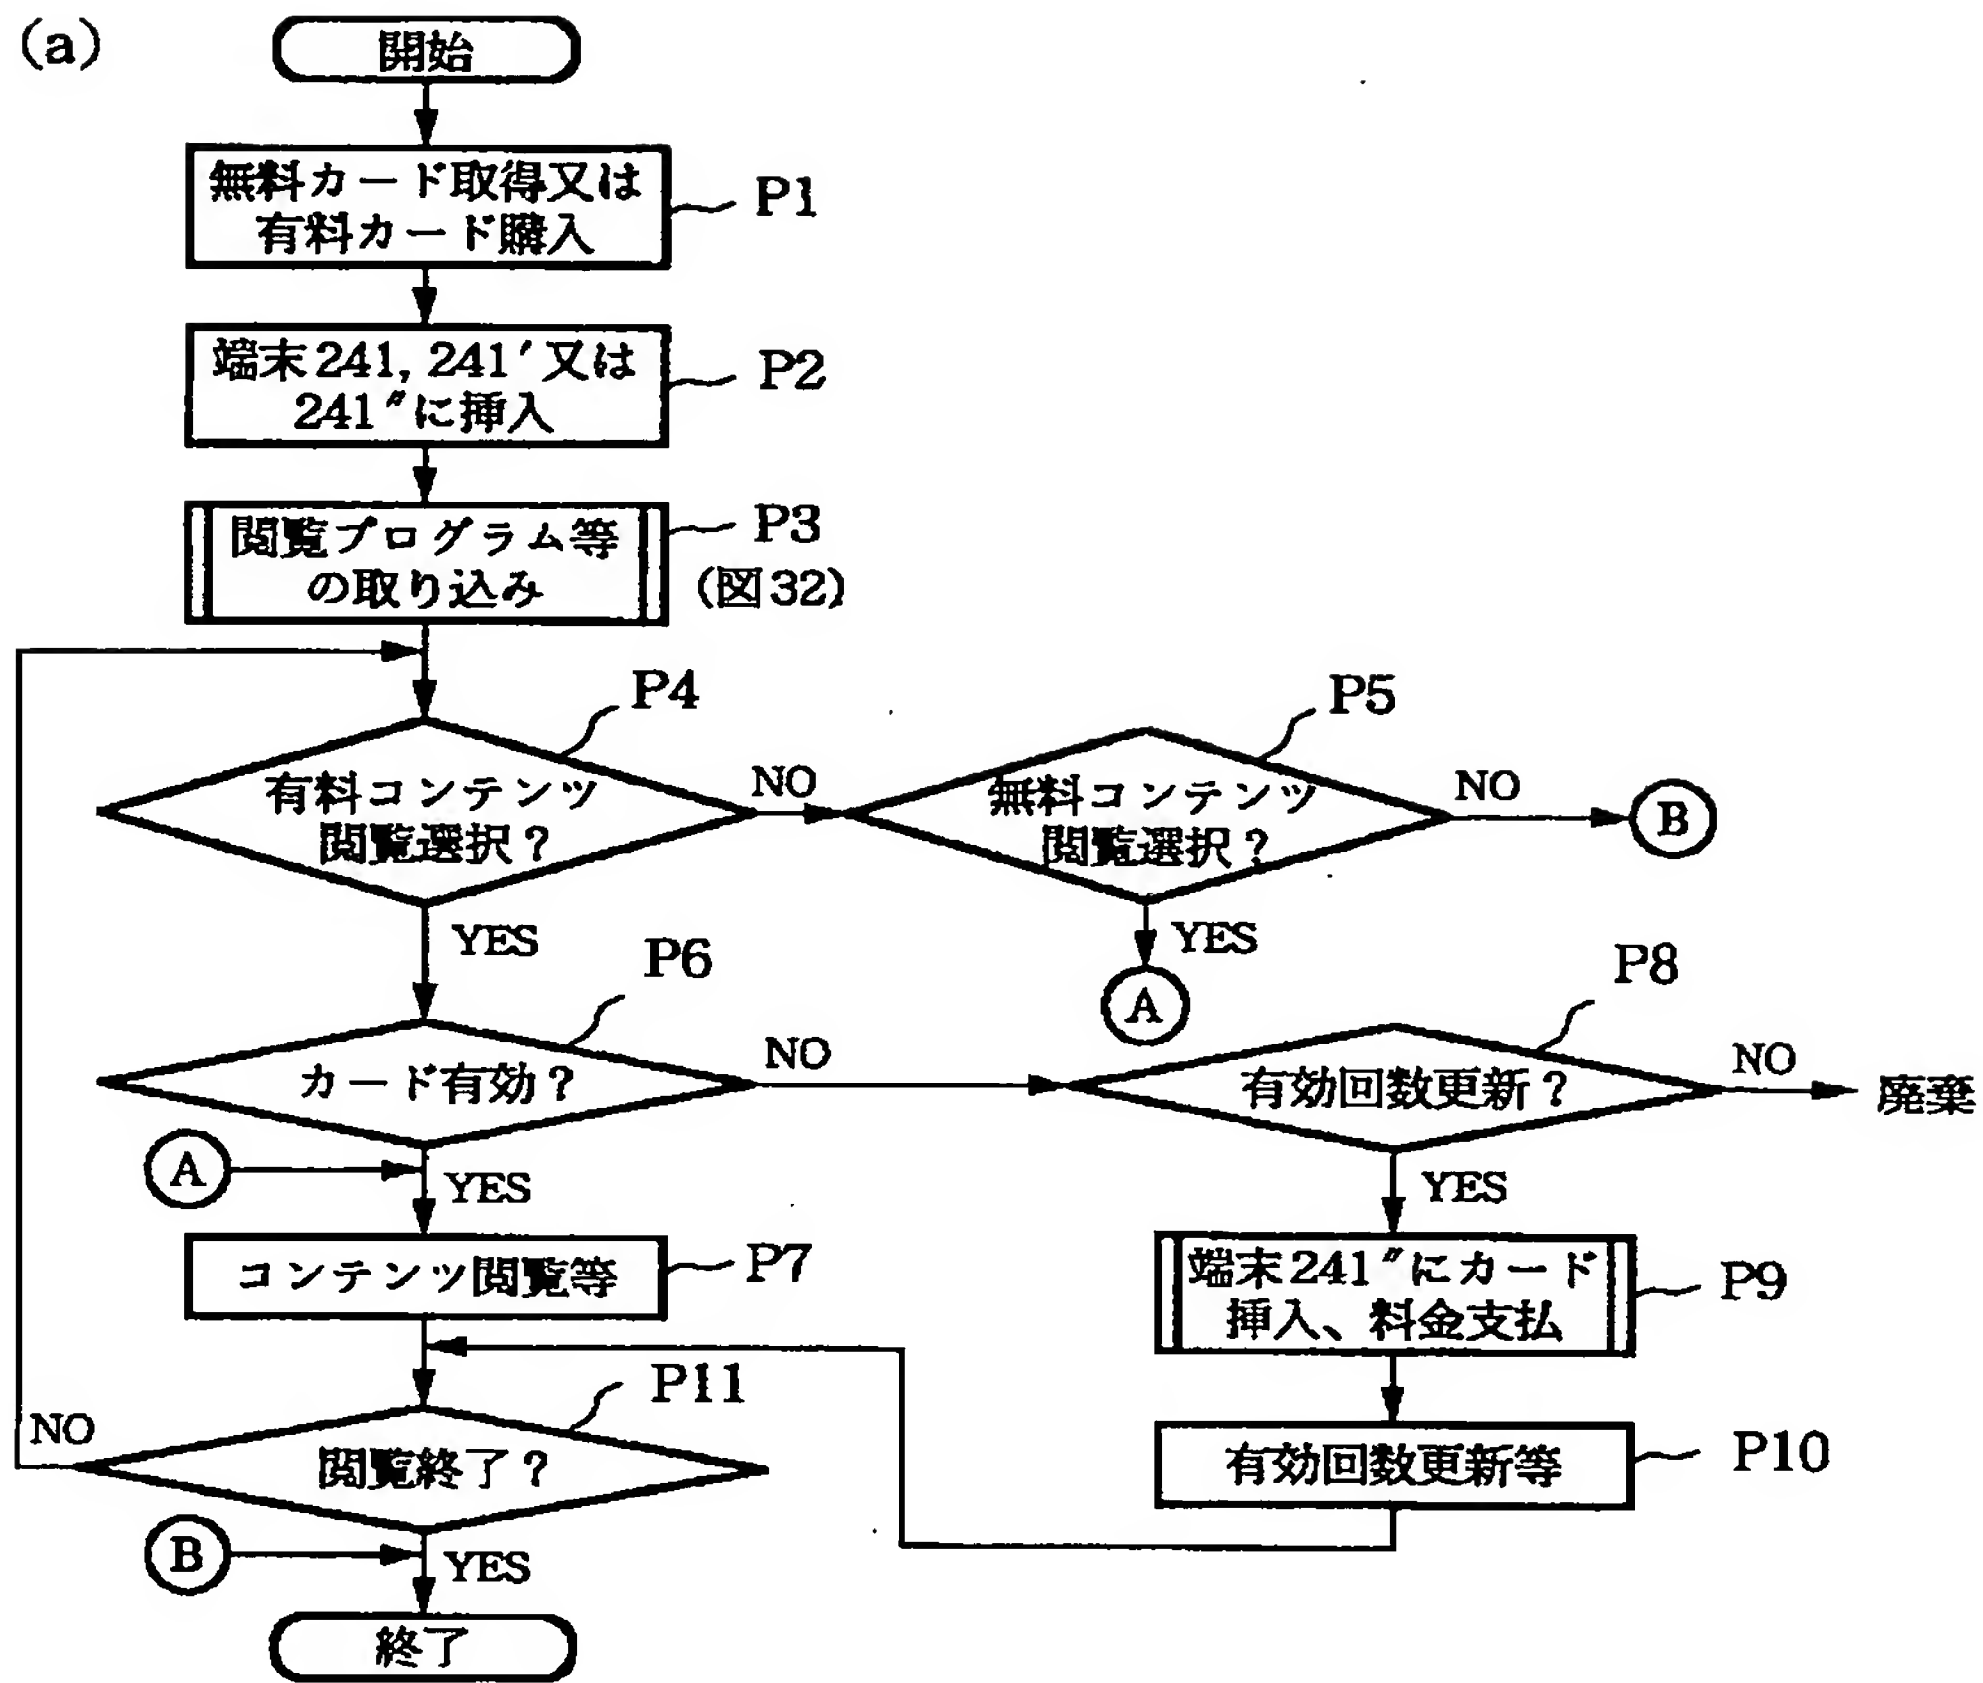 (a)
開始
無料カード取得又は
有料カード購入
P1
端末241, 241′又は
241″に挿入
P2
閲覧プログラム等
の取り込み
P3
(図32)
P4
有料コンテンツ
閲覧選択?
NO
YES
P5
無料コンテンツ
閲覧選択?
NO
B
YES
A
P6
カード有効?
NO
P8
有効回数更新?
NO
廃棄
A
YES
YES
コンテンツ閲覧等
P7
端末241″にカード
挿入、料金支払
P9
P11
閲覧終了?
NO
有効回数更新等
P10
B
YES
終了